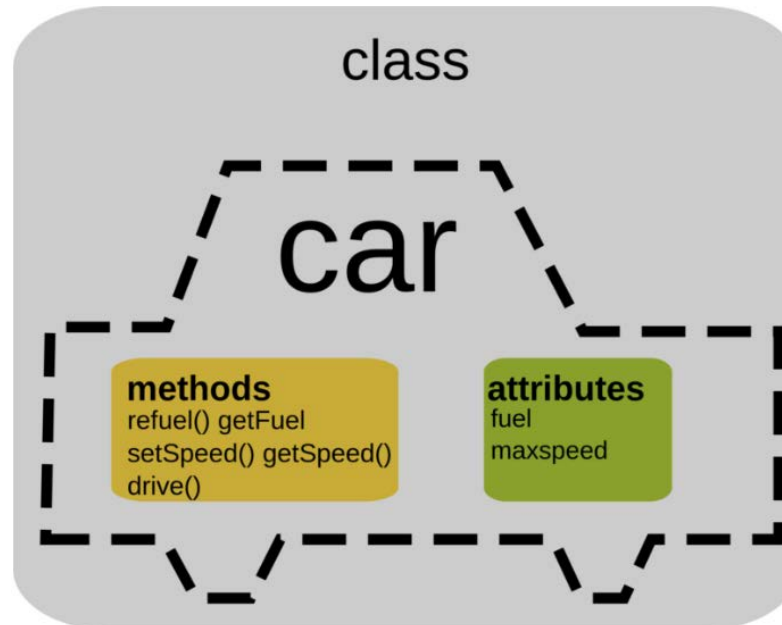 class
car
methods
refuel() getFuel
setSpeed() getSpeed()
drive()
attributes
fuel
maxspeed